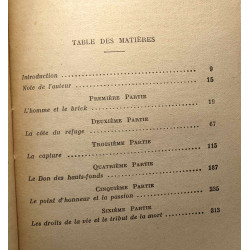 TABLE DES MATIÈRES
Introduction 9
Note de l'auteur 15
PREMIÈRE PARTIE
L'homme et le brick 19
DEUXIÈME PARTIE
La côte du refuge 67
TROISIÈME PARTIE
La capture 115
QUATRIÈME PARTIE
Le Don des hauts-fonds 187
CINQUIÈME PARTIE
Le point d'honneur et la passion 235
SIXIÈME PARTIE
Les droits de la vie et le tribut de la mort 313